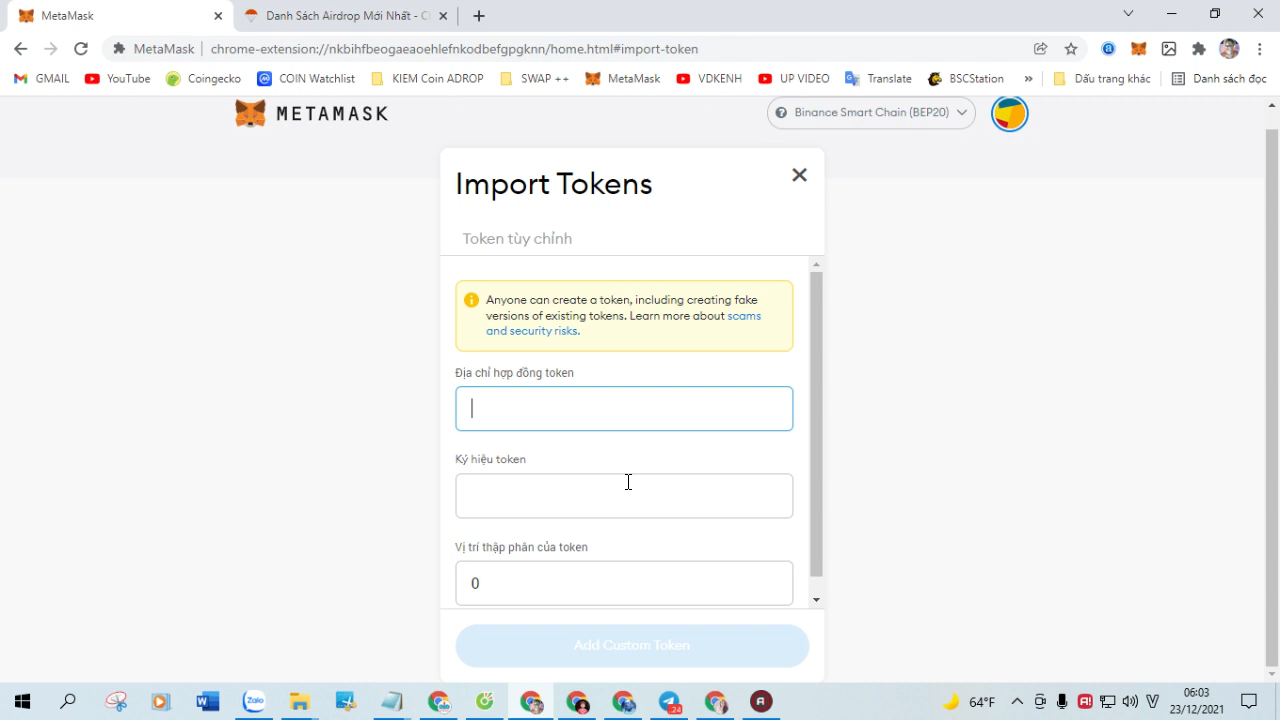 MetaMask
Danh Sách Airdrop Mới Nhất - C
MetaMask
chrome-extension://nkbihfbeogaeaoehlefnkodbefgpgknn/home.html#import-token
GMAIL
YouTube
Coingecko
COIN Watchlist
KIEM Coin ADROP
SWAP ++
MetaMask
VDKENH
UP VIDEO
Translate
BSCStation
»
Dấu trang khác
Danh sách đọc
METAMASK
Binance Smart Chain (BEP20)
Import Tokens
Token tùy chỉnh
Anyone can create a token, including creating fake
versions of existing tokens. Learn more about scams
and security risks.
Địa chỉ hợp đồng token
Ký hiệu token
Vị trí thập phân của token
0
Add Custom Token
Zalo
24
64°F
06:03
23/12/2021